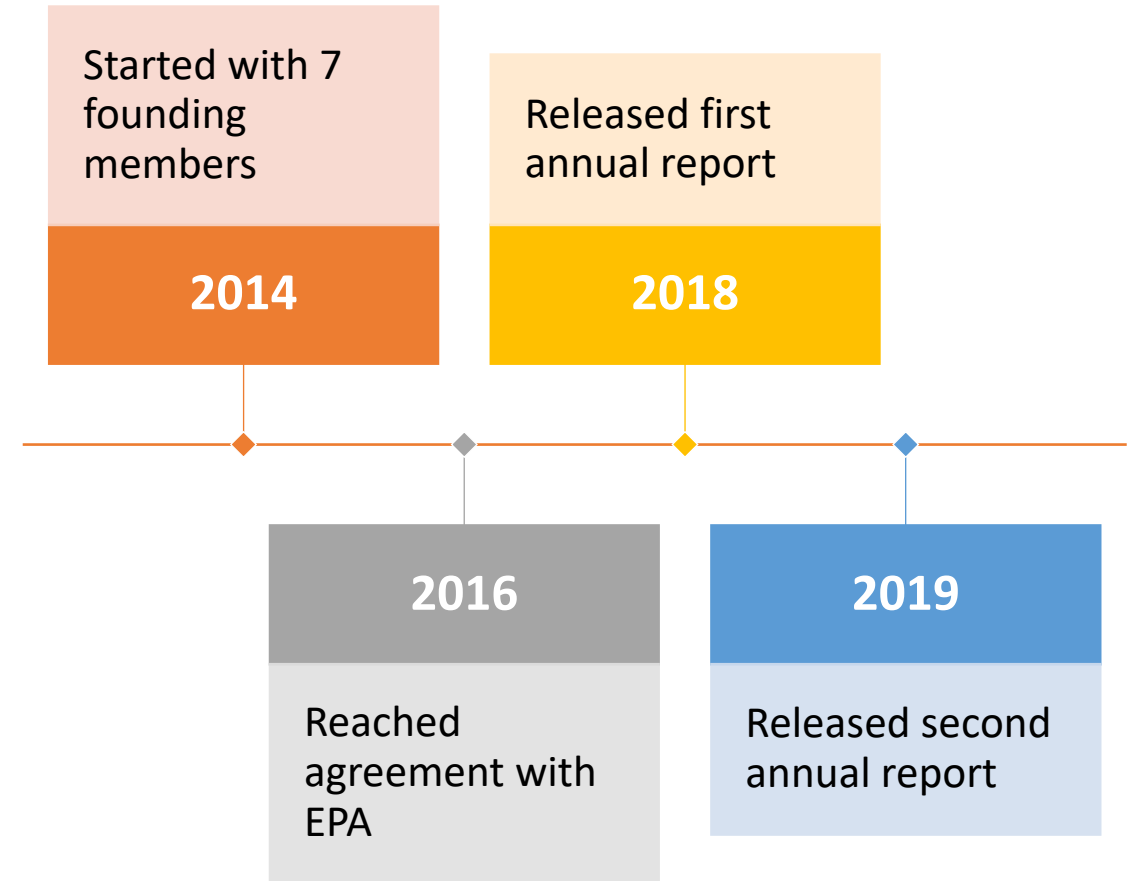 Started with 7
founding
members
2014
Released first
annual report
2018
2016
Reached
agreement with
EPA
2019
Released second
annual report